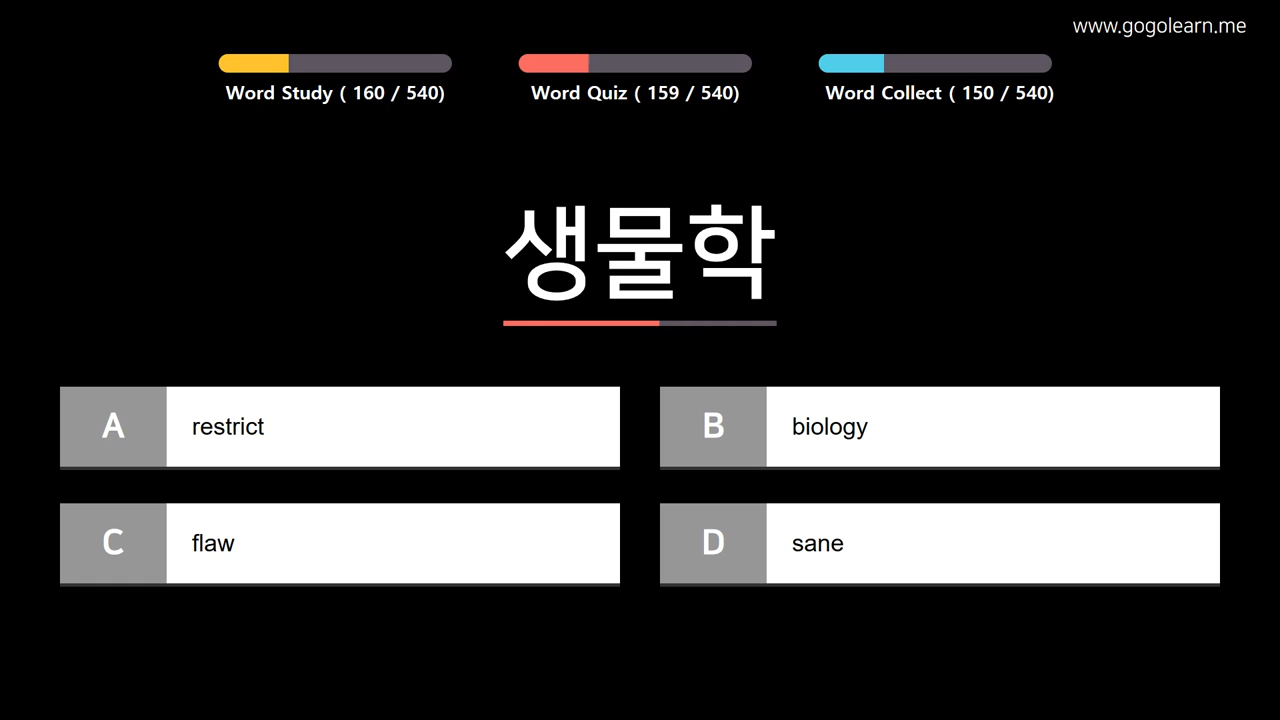 www.gogolearn.me
Word Study ( 160 / 540)
Word Quiz ( 159 / 540)
Word Collect ( 150 / 540)
생물학
A restrict
B biology
C flaw
D sane